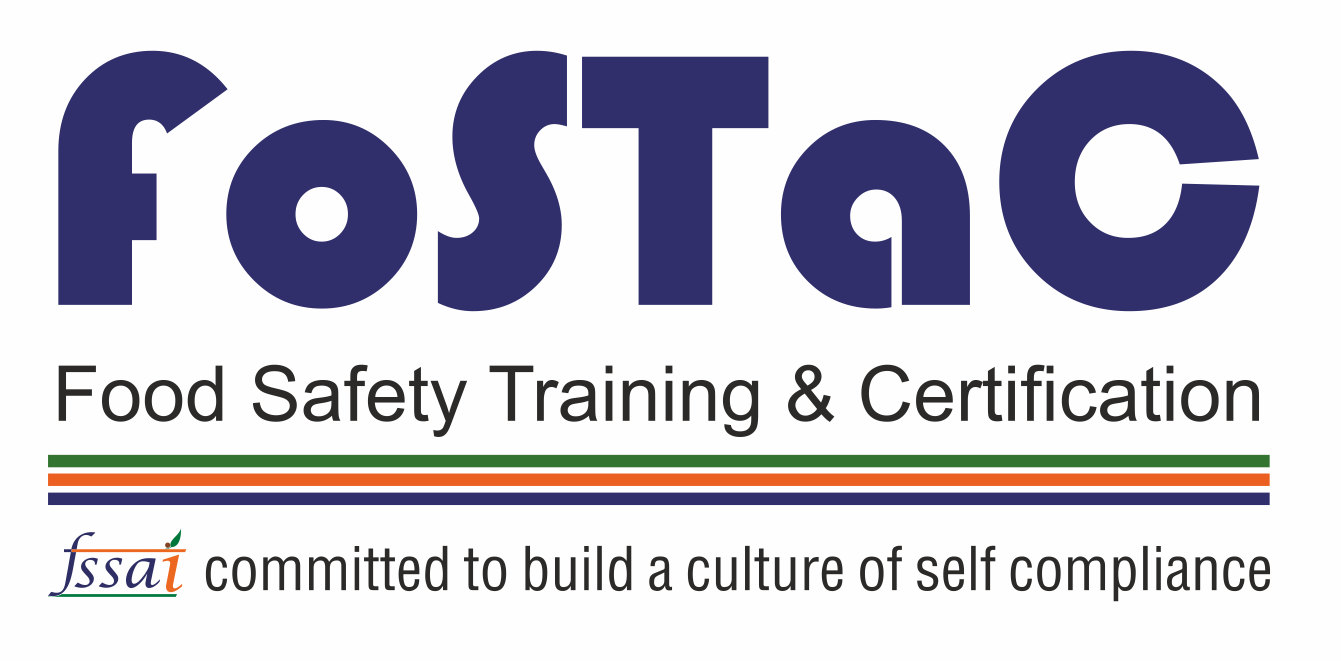 FoSTaC
Food Safety Training & Certification
fssai committed to build a culture of self compliance